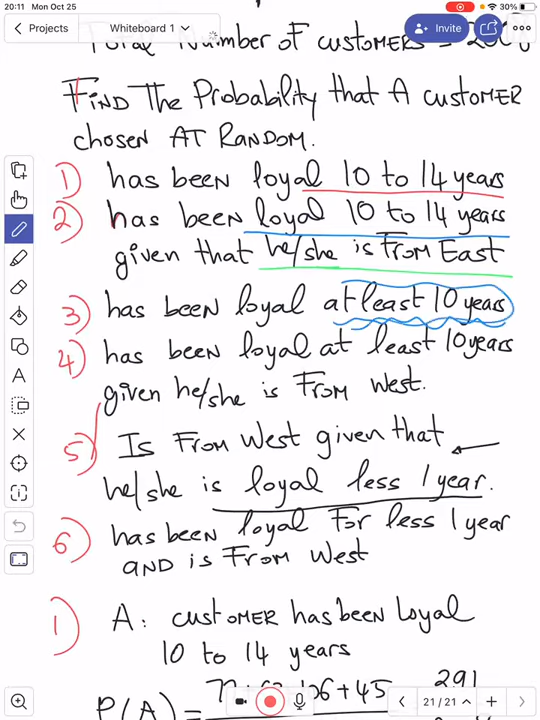 20:11 Mon Oct 25
30%
Projects
Whiteboard 1
Invite
Total Number of customers = 200
Find The Probability that A customer
chosen AT RANDOM.
1) has been loyal 10 to 14 years
2) has been loyal 10 to 14 years
given that he/she is From East
3) has been loyal at least 10 years
4) has been loyal at least 10 years
given he/she is From West.
5) Is From West given that
he/she is loyal less 1 year.
6) has been loyal For less 1 year
AND is From West
1) A: customer has been Loyal
10 to 14 years
P(A) = + 45 291
21 / 21